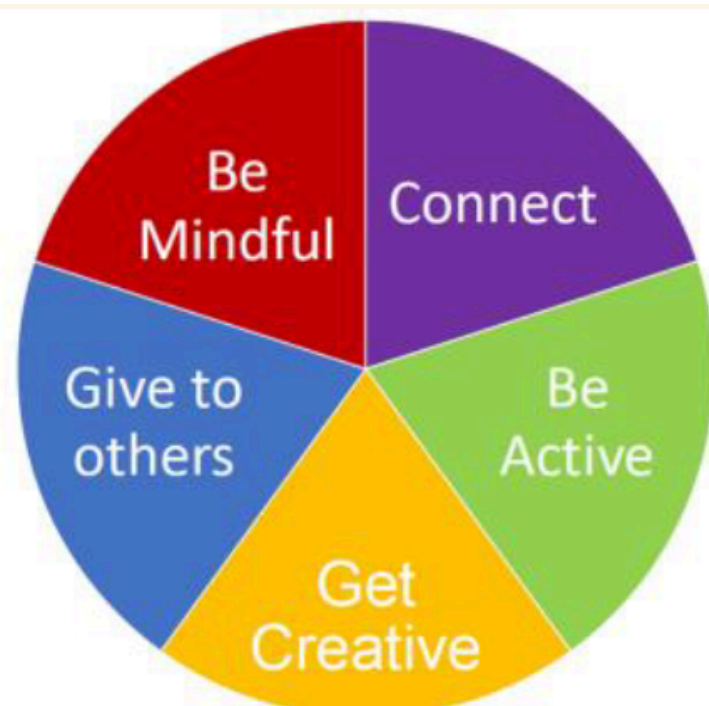 Be
Mindful
Connect
Give to
others
Be
Active
Get
Creative